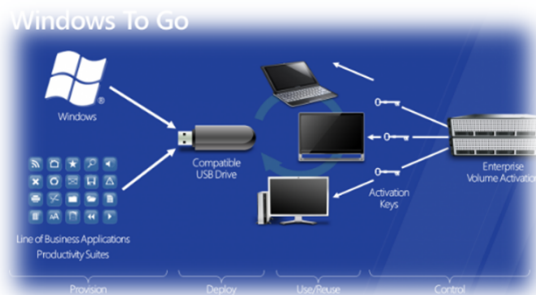 Windows To Go
Windows
®
Compatible
USB Drive
Activation
Keys
Enterprise
Volume Activation
Line of Business Applications
Productivity Suites
Provision
Deploy
Use/Reuse
Control